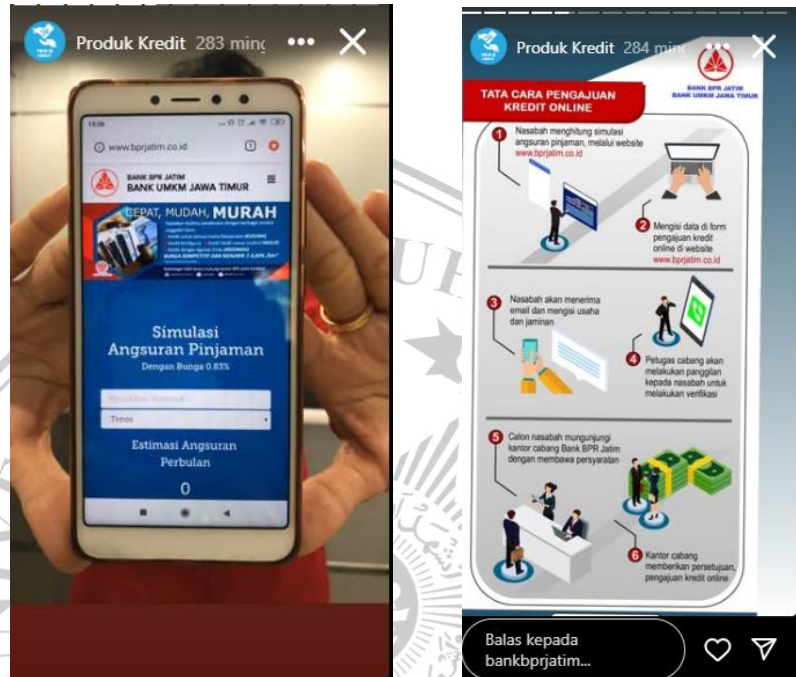 Produk Kredit 283 ming
18:06
www.bprjatim.co.id
1
BANK BPR JATIM
BANK UMKM JAWA TIMUR
CEPAT, MUDAH, MURAH
Simulasi
Angsuran Pinjaman
Dengan Bunga 0.83%
Tenor
Estimasi Angsuran
Perbulan
0
Produk Kredit 284 ming
BANK BPR JATIM
BANK UMKM JAWA TIMUR
TATA CARA PENGAJUAN
KREDIT ONLINE
1 Nasabah menghitung simulasi
angsuran pinjaman, melalui website
www.bprjatim.co.id
2 Mengisi data di form
pengajuan kredit
online di website
www.bprjatim.co.id
3 Nasabah akan menerima
email dan mengisi usaha
dan jaminan
4 Petugas cabang akan
melakukan panggilan
kepada nasabah untuk
melakukan verifikasi
5 Calon nasabah mungunjungi
kantor cabang Bank BPR Jatim
dengan membawa persyaratan
6 Kantor cabang
memberikan persetujuan,
pengajuan kredit online
Balas kepada
bankbprjatim...